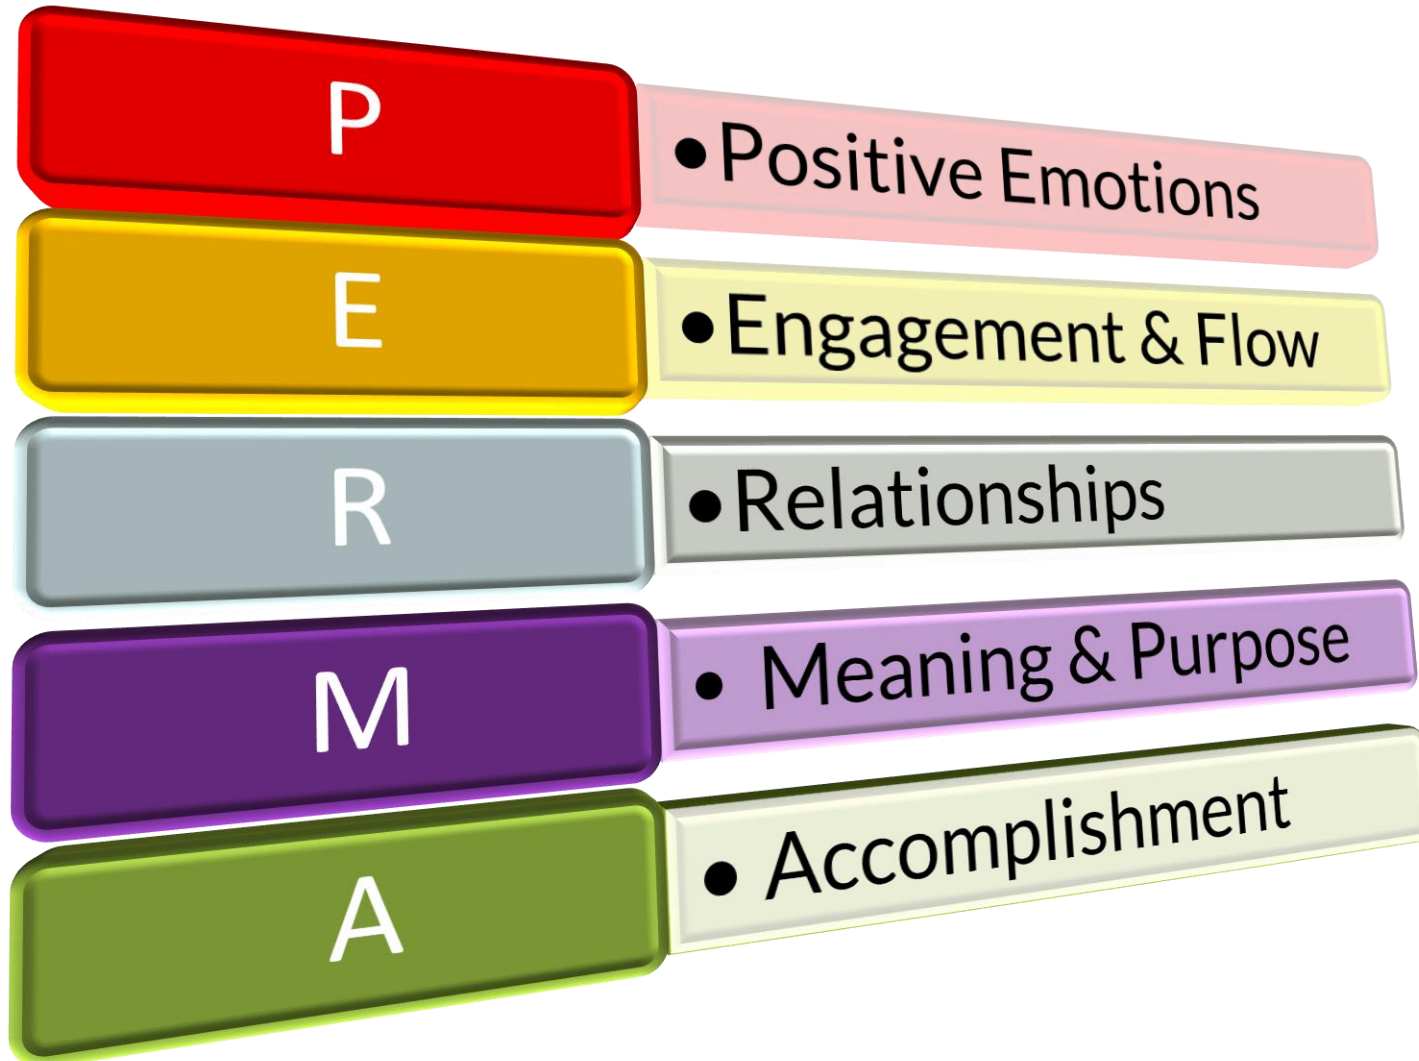 P
• Positive Emotions
E
• Engagement & Flow
R
• Relationships
M
• Meaning & Purpose
A
• Accomplishment